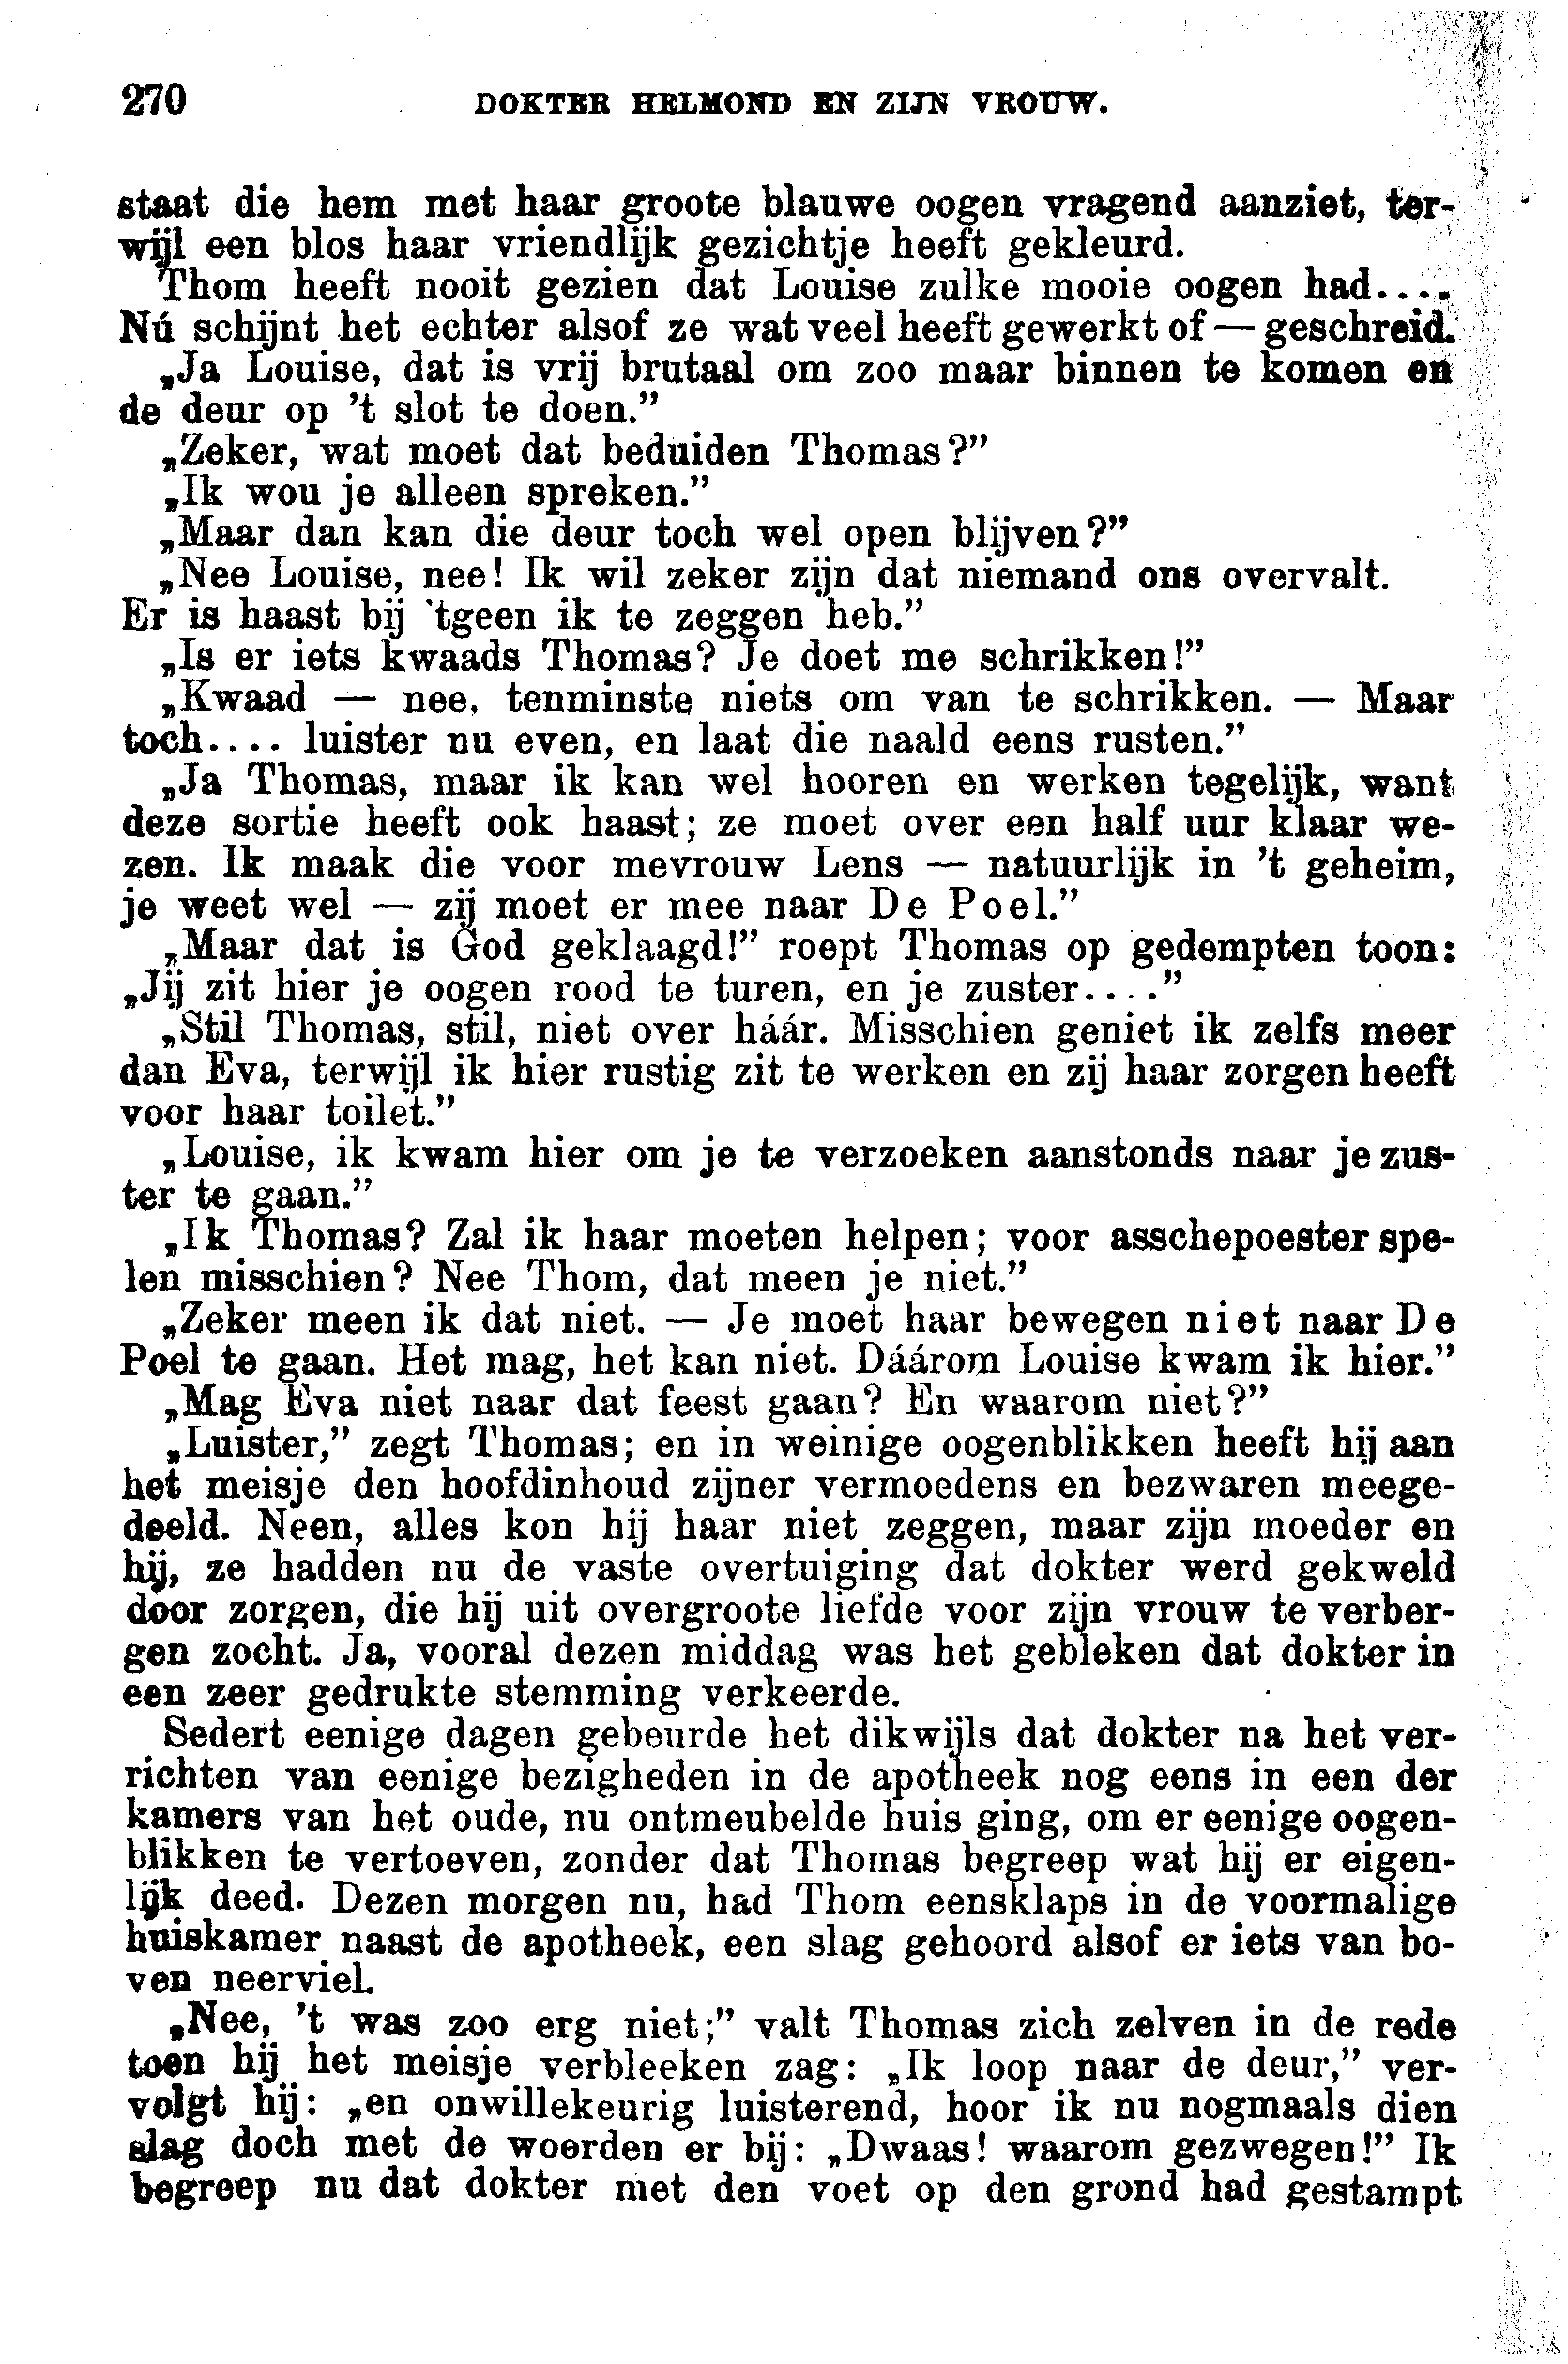 270 DOKTER HELMOND EN ZIJN VROUW.
staat die hem met haar groote blauwe oogen vragend aanziet, ter-
wijl een blos haar vriendlijk gezichtje heeft gekleurd.
Thom heeft nooit gezien dat Louise zulke mooie oogen had....
Nú schijnt het echter alsof ze wat veel heeft gewerkt of — geschreid.
„Ja Louise, dat is vrij brutaal om zoo maar binnen te komen en
de deur op 't slot te doen.”
„Zeker, wat moet dat beduiden Thomas?”
„Ik wou je alleen spreken.”
„Maar dan kan die deur toch wel open blijven?”
„Nee Louise, nee! Ik wil zeker zijn dat niemand ons overvalt.
Er is haast bij 'tgeen ik te zeggen heb.”
„Is er iets kwaads Thomas? Je doet me schrikken!”
„Kwaad — nee, tenminste niets om van te schrikken. — Maar
toch.... luister nu even, en laat die naald eens rusten.”
„Ja Thomas, maar ik kan wel hooren en werken tegelijk, want
deze sortie heeft ook haast; ze moet over een half uur klaar we-
zen. Ik maak die voor mevrouw Lens — natuurlijk in 't geheim,
je weet wel — zij moet er mee naar De Poel.”
„Maar dat is God geklaagd!” roept Thomas op gedempten toon:
„Jij zit hier je oogen rood te turen, en je zuster....”
„Stil Thomas, stil, niet over háár. Misschien geniet ik zelfs meer
dan Eva, terwijl ik hier rustig zit te werken en zij haar zorgen heeft
voor haar toilet.”
„Louise, ik kwam hier om je te verzoeken aanstonds naar je zus-
ter te gaan.”
„Ik Thomas? Zal ik haar moeten helpen; voor asschepoester spe-
len misschien? Nee Thom, dat meen je niet.”
„Zeker meen ik dat niet. — Je moet haar bewegen niet naar De
Poel te gaan. Het mag, het kan niet. Dáárom Louise kwam ik hier.”
„Mag Eva niet naar dat feest gaan? En waarom niet?”
„Luister,” zegt Thomas; en in weinige oogenblikken heeft hij aan
het meisje den hoofdinhoud zijner vermoedens en bezwaren meege-
deeld. Neen, alles kon hij haar niet zeggen, maar zijn moeder en
hij, ze hadden nu de vaste overtuiging dat dokter werd gekweld
door zorgen, die hij uit overgroote liefde voor zijn vrouw te verber-
gen zocht. Ja, vooral dezen middag was het gebleken dat dokter in
een zeer gedrukte stemming verkeerde.
Sedert eenige dagen gebeurde het dikwijls dat dokter na het ver-
richten van eenige bezigheden in de apotheek nog eens in een der
kamers van het oude, nu ontmeubelde huis ging, om er eenige oogen-
blikken te vertoeven, zonder dat Thomas begreep wat hij er eigen-
lijk deed. Dezen morgen nu, had Thom eensklaps in de voormalige
huiskamer naast de apotheek, een slag gehoord alsof er iets van bo-
ven neerviel.
„Nee, 't was zoo erg niet;” valt Thomas zich zelven in de rede
toen hij het meisje verbleeken zag: „Ik loop naar de deur,” ver-
volgt hij: „en onwillekeurig luisterend, hoor ik nu nogmaals dien
slag doch met de woorden er bij: „Dwaas! waarom gezwegen!” Ik
begreep nu dat dokter met den voet op den grond had gestampt